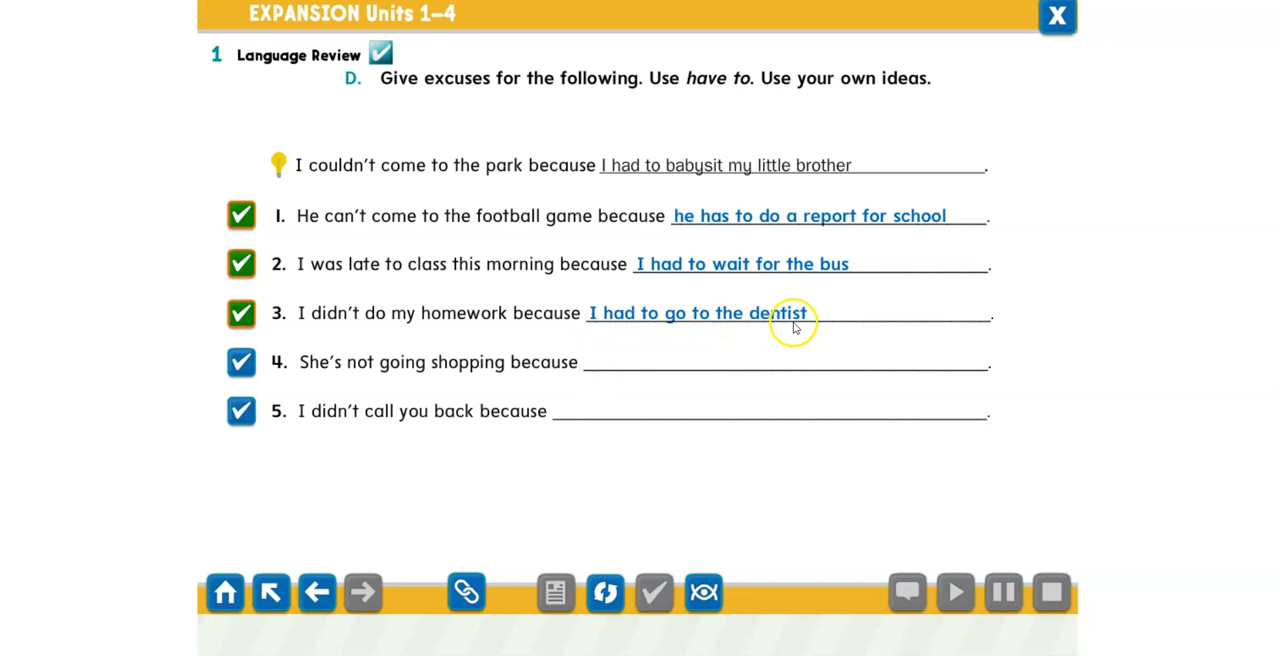 EXPANSION Units 1–4
X
1 Language Review
D. Give excuses for the following. Use have to. Use your own ideas.
I couldn't come to the park because I had to babysit my little brother.
1. He can't come to the football game because he has to do a report for school.
2. I was late to class this morning because I had to wait for the bus.
3. I didn't do my homework because I had to go to the dentist.
4. She's not going shopping because ____.
5. I didn't call you back because ____.